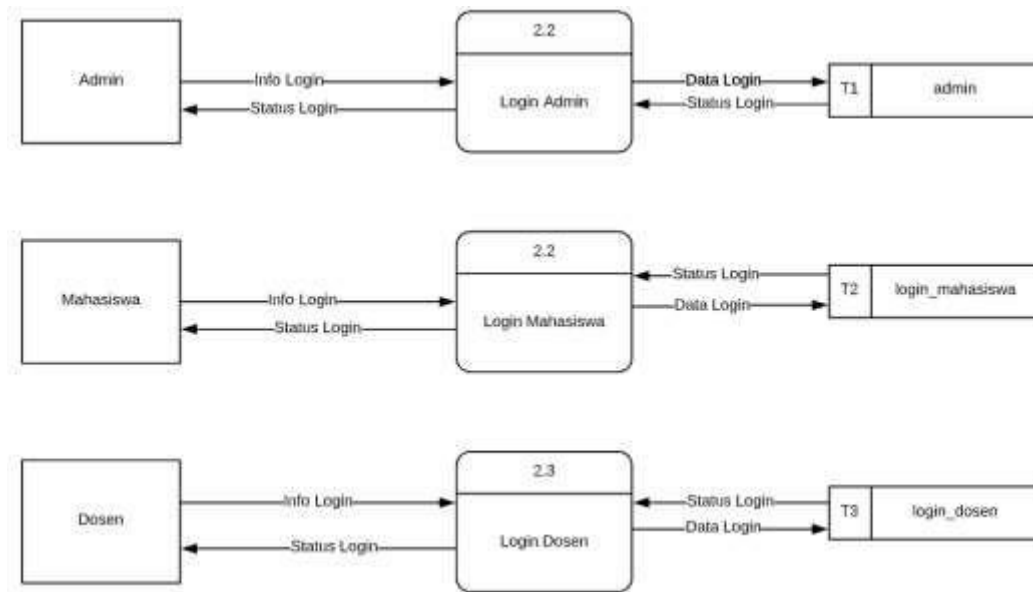 2.2
Admin
Info Login
Data Login
T1
admin
Status Login
Login Admin
Status Login
2.2
Status Login
Mahasiswa
Info Login
Data Login
T2
login_mahasiswa
Status Login
Login Mahasiswa
2.3
Info Login
Status Login
Dosen
Data Login
T3
login_dosen
Status Login
Login Dosen